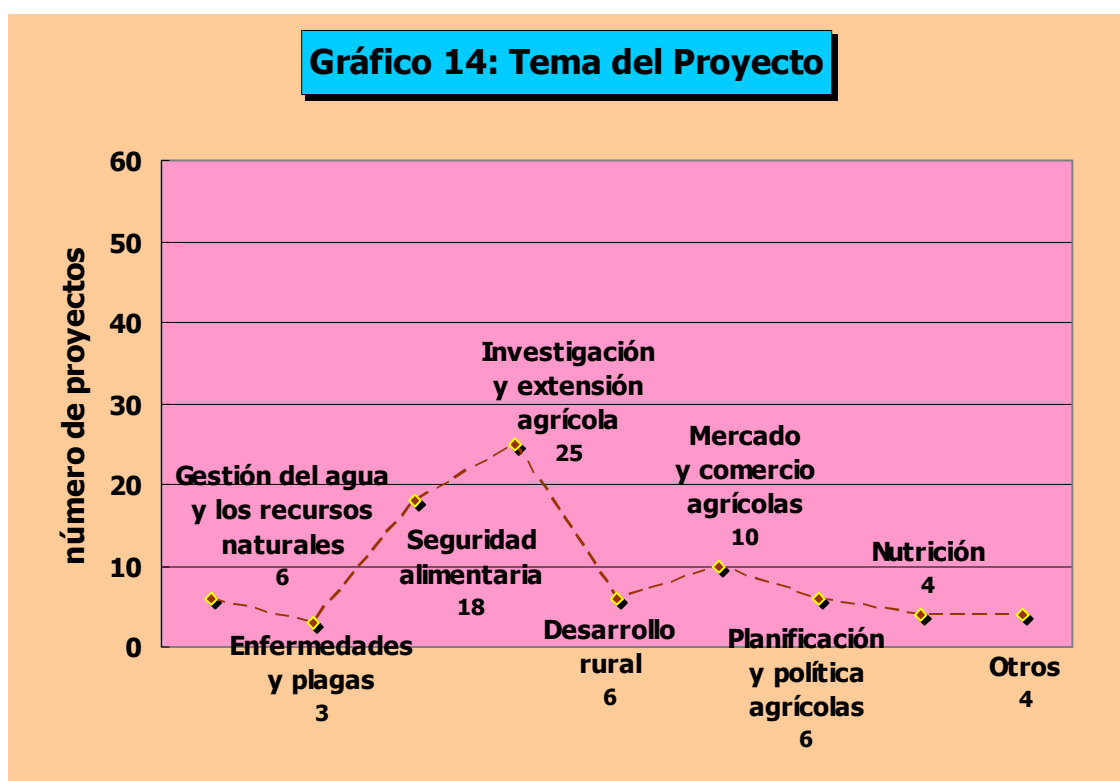 Gráfico 14: Tema del Proyecto
número de proyectos
60
50
40
30
20
10
0
Gestión del agua
y los recursos
naturales
6
Enfermedades
y plagas
3
Seguridad
alimentaria
18
Investigación
y extensión
agrícola
25
Desarrollo
rural
6
Mercado
y comercio
agrícolas
10
Planificación
y política
agrícolas
6
Nutrición
4
Otros
4